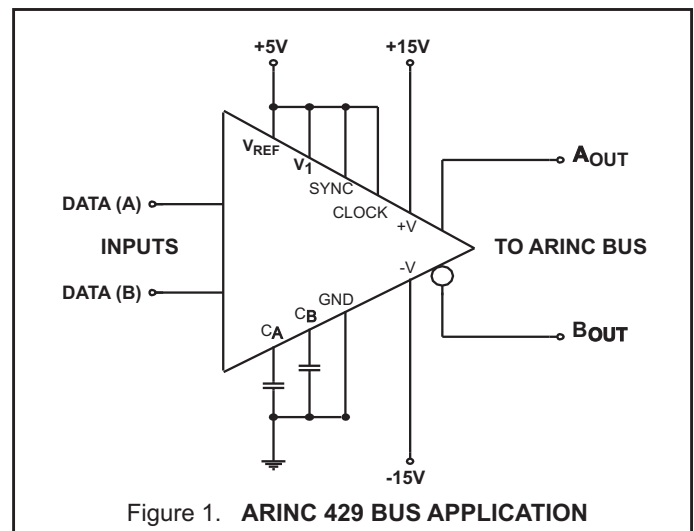 +5V
+15V
VREF
V1
SYNC
CLOCK
+V
AOUT
DATA (A)
INPUTS
TO ARINC BUS
DATA (B)
-V
GND
CB
CA
BOUT
-15V
Figure 1. ARINC 429 BUS APPLICATION